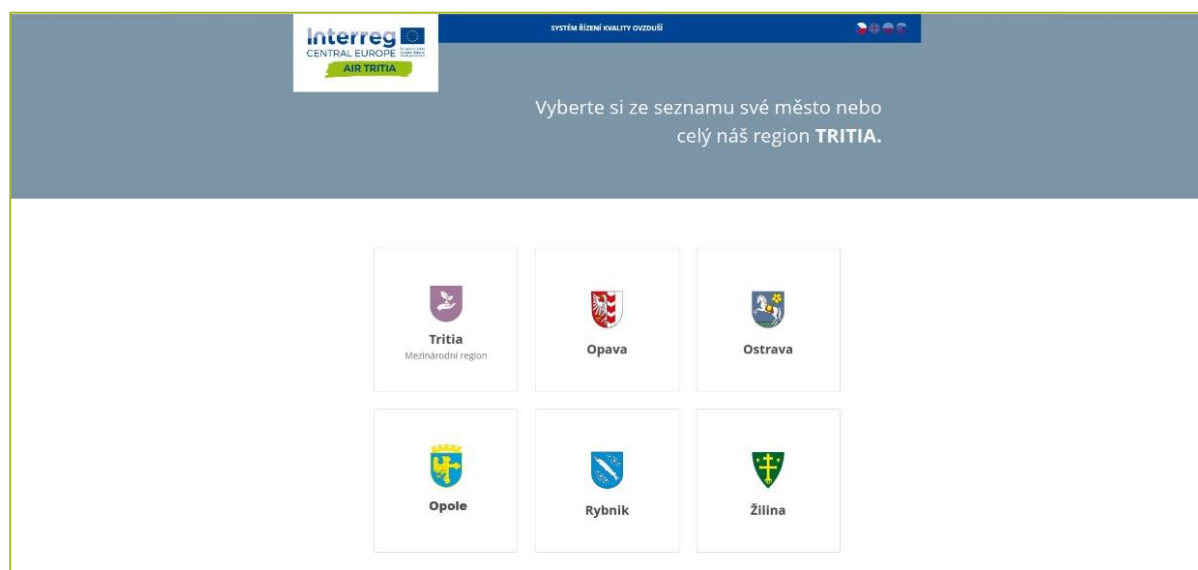 Interreg
CENTRAL EUROPE
AIR TRITIA
SYSTÉM ŘÍZENÍ KVALITY OVZDUŠÍ
Vyberte si ze seznamu své město nebo
celý náš region TRITIA.
Tritia
Mezinárodní region
Opava
Ostrava
Opole
Rybnik
Žilina